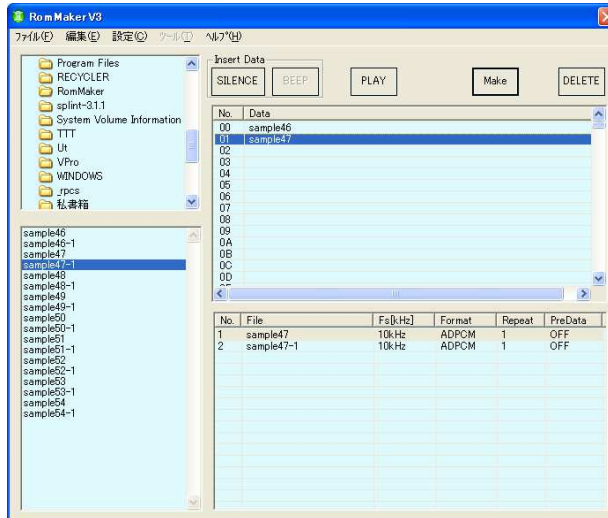 RomMaker V3
ファイル(F) 編集(E) 設定(C) ツール(T) ヘルプ(H)
Program Files
RECYCLER
RomMaker
splint-3.1.1
System Volume Information
TTT
Ut
VPro
WINDOWS
_rpcs
私書箱
Insert Data
SILENCE BEEP PLAY Make DELETE
No. Data
00 sample46
01 sample47
02
03
04
05
06
07
08
09
0A
0B
0C
0D
sample46
sample46-1
sample47
sample47-1
sample48
sample48-1
sample49
sample49-1
sample50
sample50-1
sample51
sample51-1
sample52
sample52-1
sample53
sample53-1
sample54
sample54-1
No. File Fs[kHz] Format Repeat PreData
1 sample47 10kHz ADPCM 1 OFF
2 sample47-1 10kHz ADPCM 1 OFF